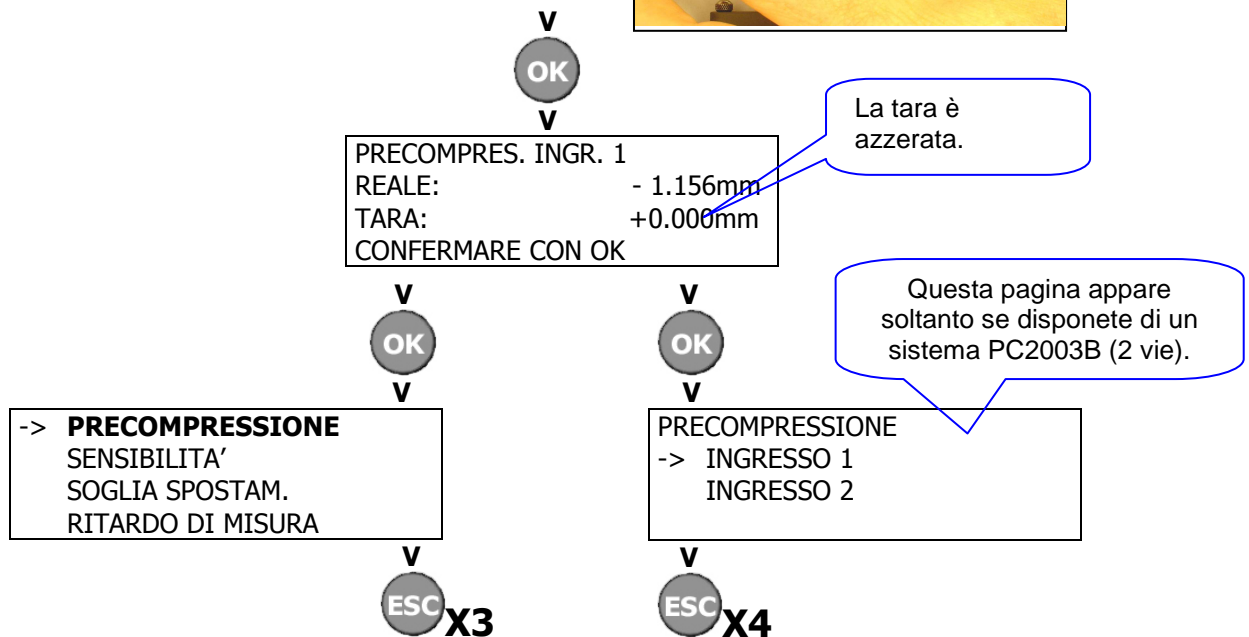 V
OK
V
La tara è
azzerata.
PRECOMPRES. INGR. 1
REALE: - 1.156mm
TARA: +0.000mm
CONFERMARE CON OK
V V
OK OK
V V
Questa pagina appare
soltanto se disponete di un
sistema PC2003B (2 vie).
-> PRECOMPRESSIONE
SENSIBILITA’
SOGLIA SPOSTAM.
RITARDO DI MISURA
PRECOMPRESSIONE
-> INGRESSO 1
INGRESSO 2
V V
ESC X3 ESC X4